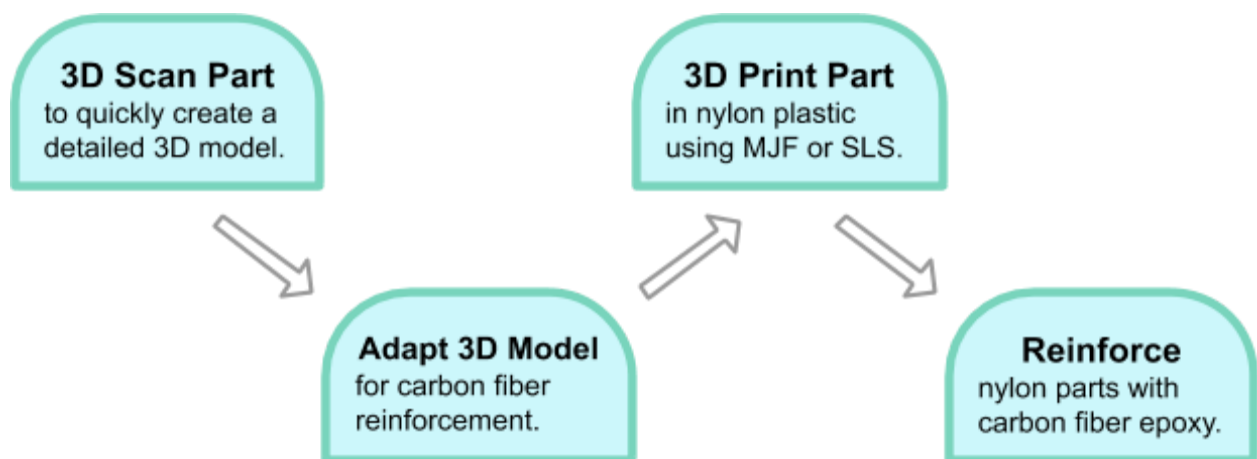 3D Scan Part
to quickly create a
detailed 3D model.
Adapt 3D Model
for carbon fiber
reinforcement.
3D Print Part
in nylon plastic
using MJF or SLS.
Reinforce
nylon parts with
carbon fiber epoxy.